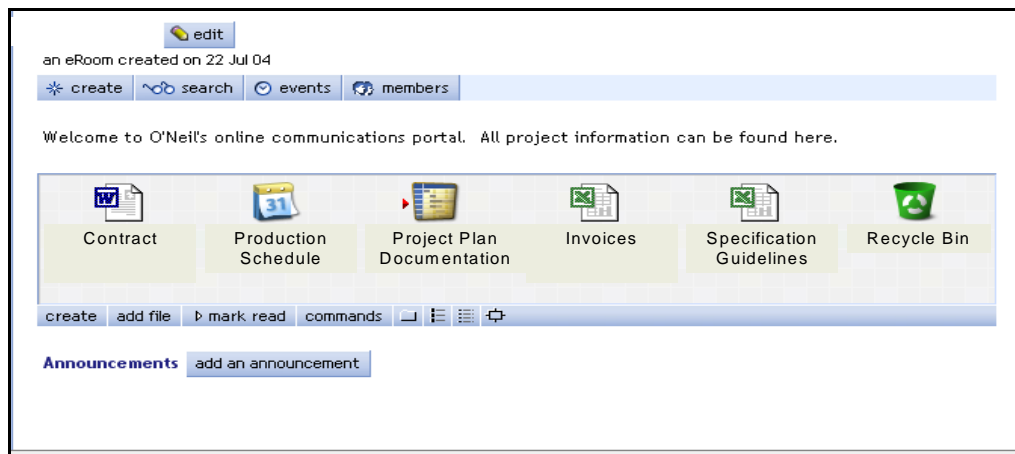 edit
an eRoom created on 22 Jul 04
create search events members
Welcome to O'Neil's online communications portal. All project information can be found here.
W 31 X X
Contract Production Project Plan Invoices Specification Recycle Bin
Schedule Documentation Guidelines
create add file mark read commands
Announcements add an announcement